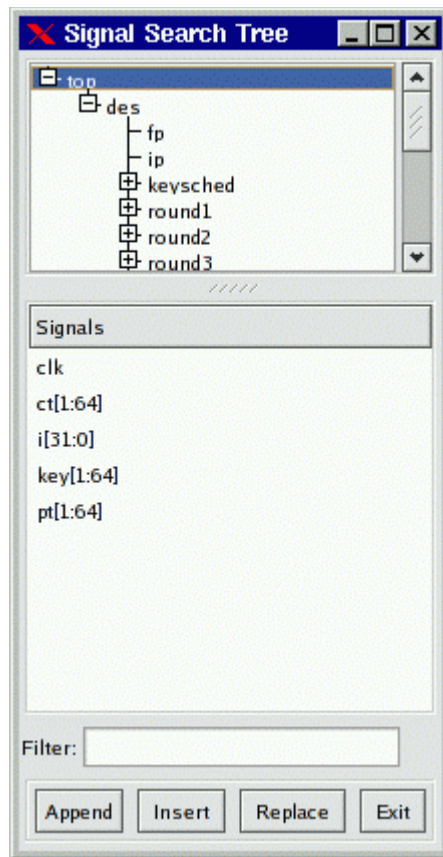 Signal Search Tree
top
des
fp
ip
keysched
round1
round2
round3
Signals
clk
ct[1:64]
i[31:0]
key[1:64]
pt[1:64]
Filter:
Append Insert Replace Exit